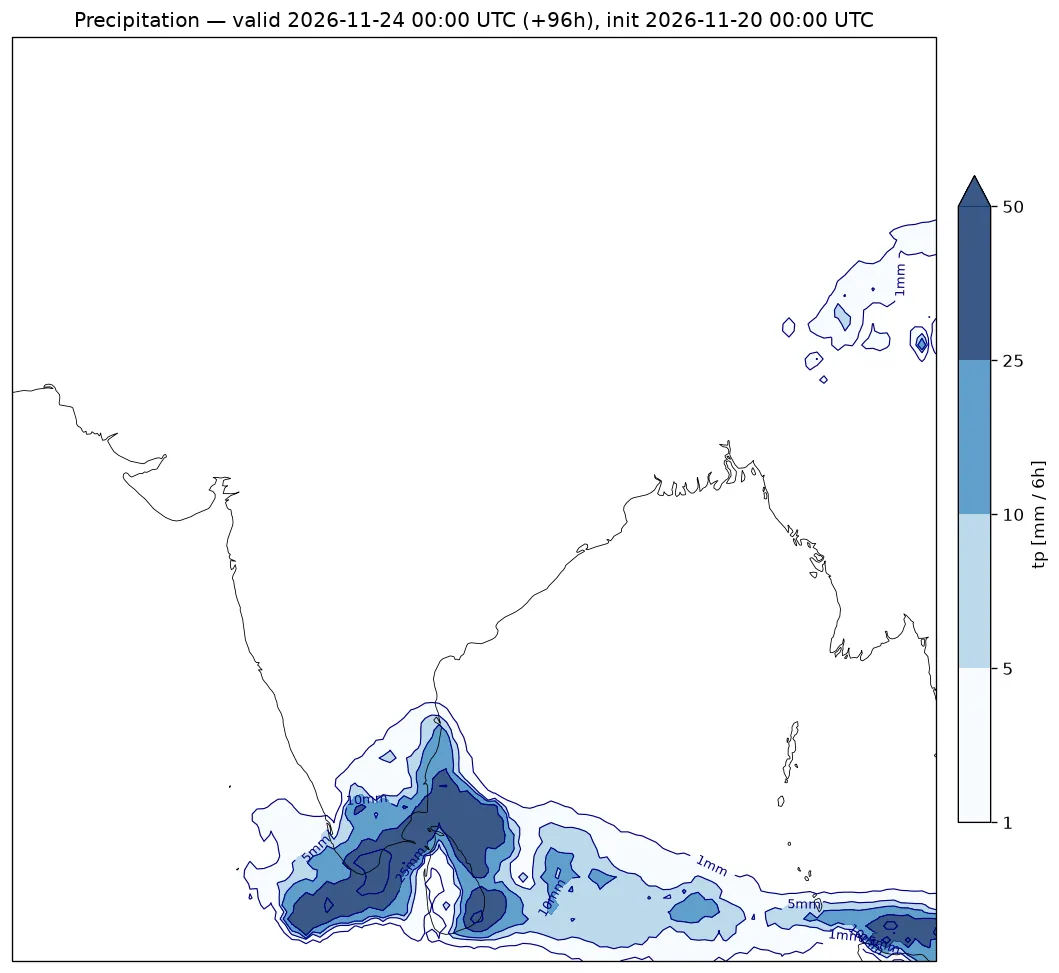 Precipitation — valid 2026-11-24 00:00 UTC (+96h), init 2026-11-20 00:00 UTC
50
25
10
5
1
tp [mm / 6h]
1mm
10mm
5mm
25mm
1mm
10mm
5mm
1mm